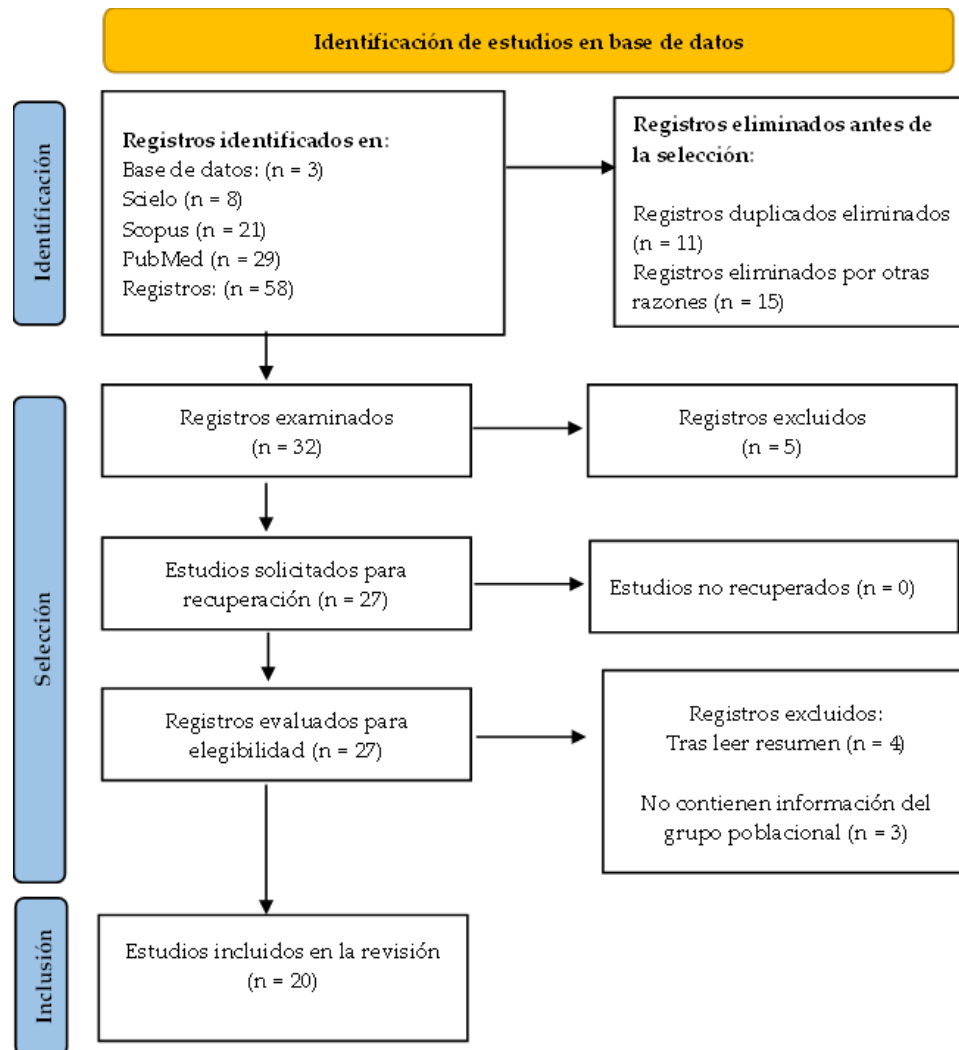 Identificación de estudios en base de datos
Identificación
Registros identificados en:
Base de datos: (n = 3)
Scielo (n = 8)
Scopus (n = 21)
PubMed (n = 29)
Registros: (n = 58)
Registros eliminados antes de
la selección:
Registros duplicados eliminados
(n = 11)
Registros eliminados por otras
razones (n = 15)
Selección
Registros examinados
(n = 32)
Registros excluidos
(n = 5)
Estudios solicitados para
recuperación (n = 27)
Estudios no recuperados (n = 0)
Registros evaluados para
elegibilidad (n = 27)
Registros excluidos:
Tras leer resumen (n = 4)
No contienen información del
grupo poblacional (n = 3)
Inclusión
Estudios incluidos en la revisión
(n = 20)